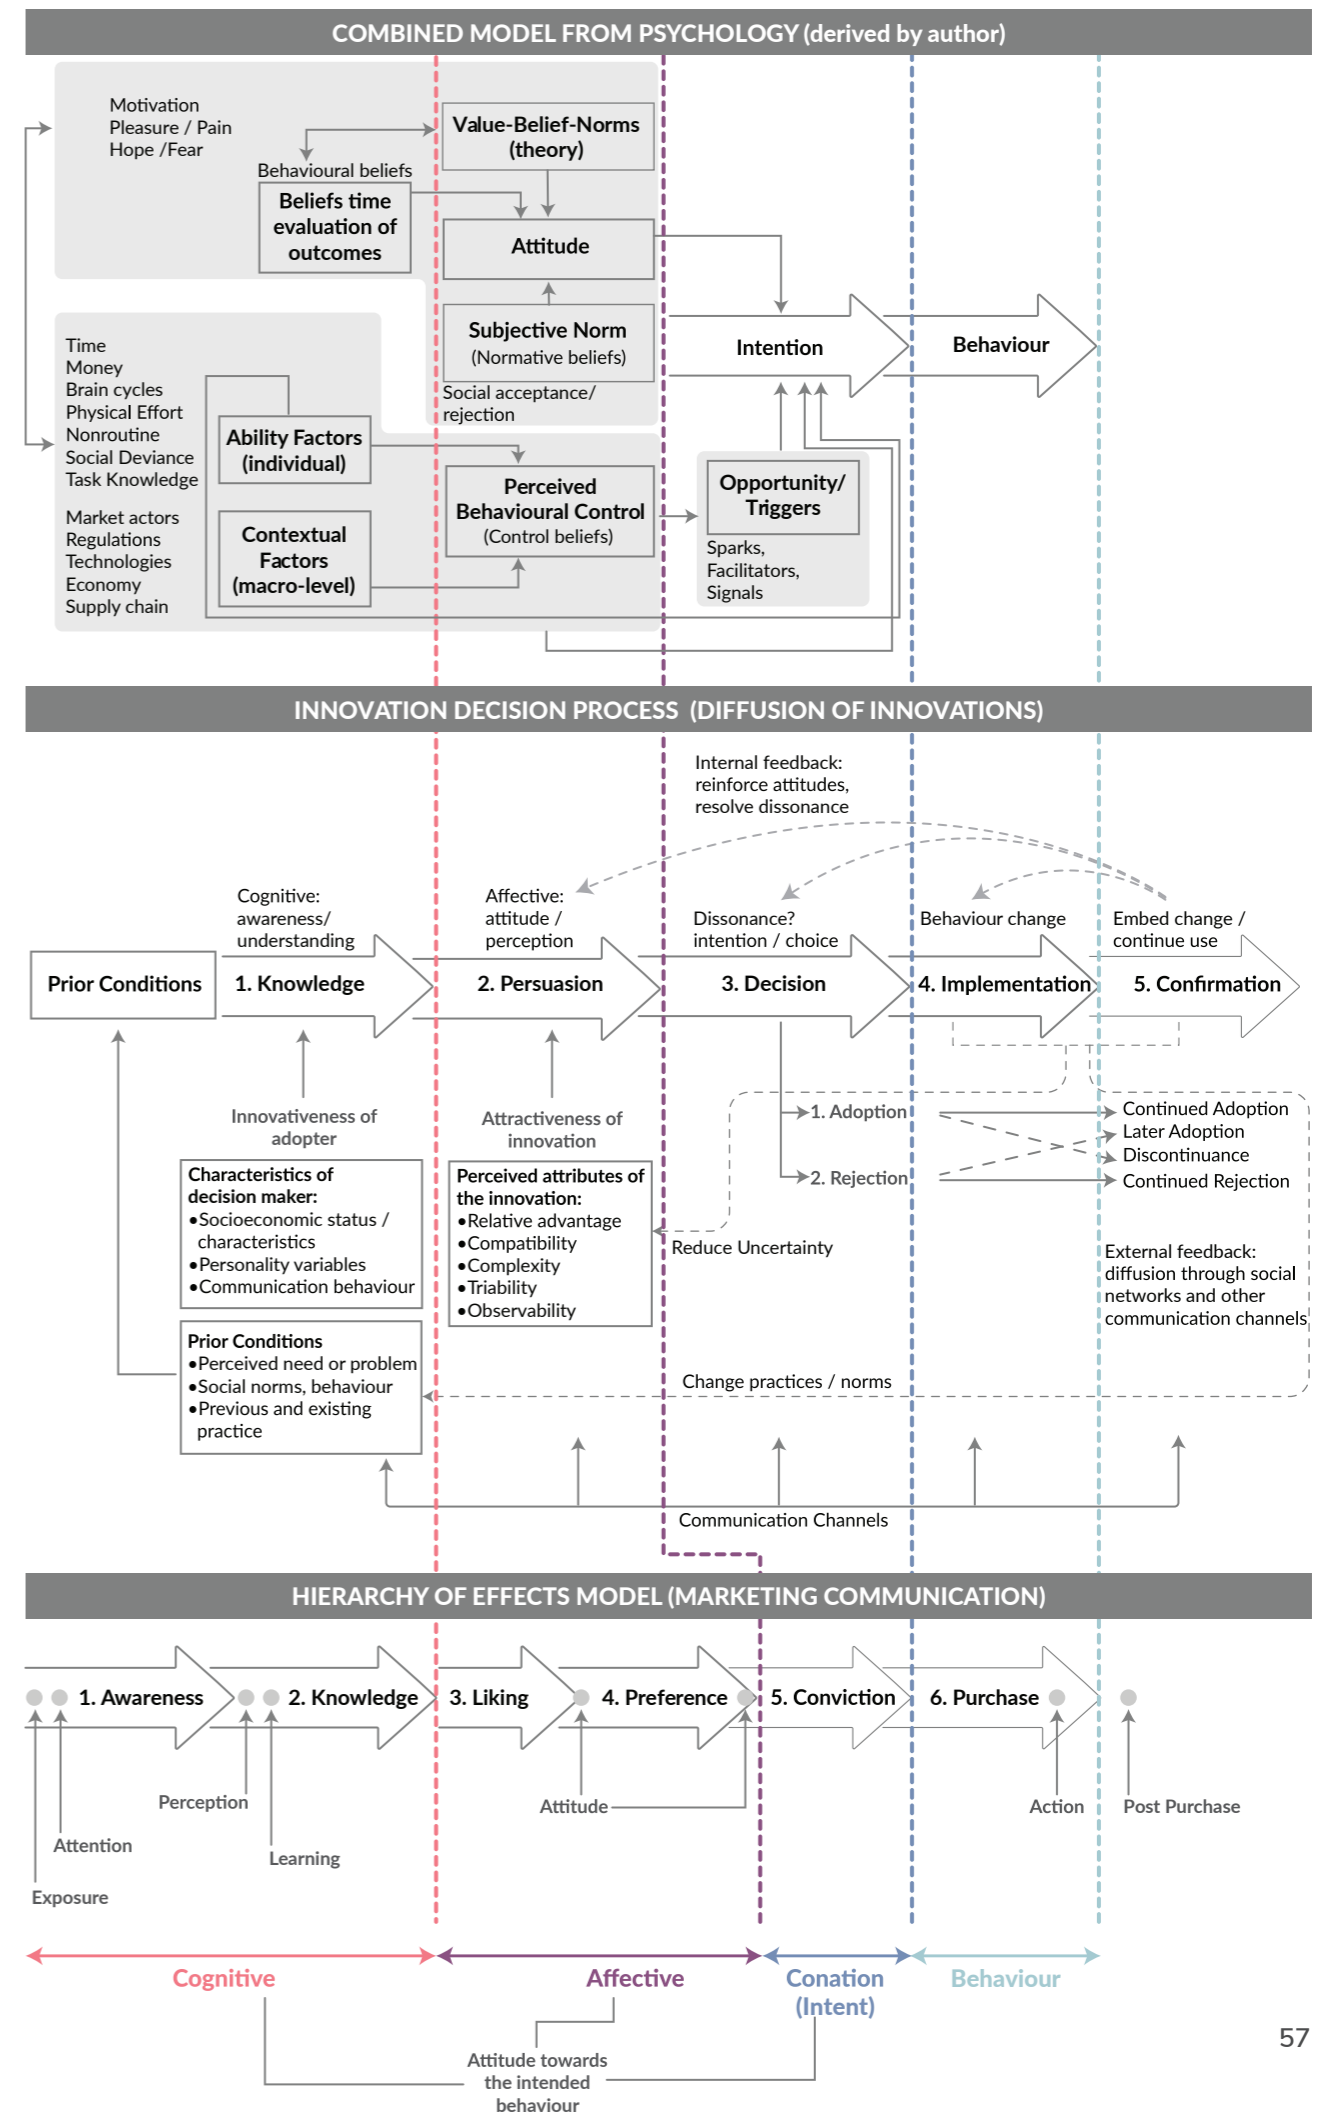 COMBINED MODEL FROM PSYCHOLOGY (derived by author)
Motivation
Pleasure / Pain
Hope /Fear
Behavioural beliefs
Beliefs time
evaluation of
outcomes
Value-Belief-Norms
(theory)
Attitude
Subjective Norm
(Normative beliefs)
Social acceptance/
rejection
Intention
Behaviour
Time
Money
Brain cycles
Physical Effort
Nonroutine
Social Deviance
Task Knowledge
Market actors
Regulations
Technologies
Economy
Supply chain
Ability Factors
(individual)
Contextual
Factors
(macro-level)
Perceived
Behavioural Control
(Control beliefs)
Opportunity/
Triggers
Sparks,
Facilitators,
Signals
INNOVATION DECISION PROCESS (DIFFUSION OF INNOVATIONS)
Internal feedback:
reinforce attitudes,
resolve dissonance
Cognitive:
awareness/
understanding
Affective:
attitude /
perception
Dissonance?
intention / choice
Behaviour change
Embed change /
continue use
Prior Conditions
1. Knowledge
2. Persuasion
3. Decision
4. Implementation
5. Confirmation
Innovativeness of
adopter
Attractiveness of
innovation
1. Adoption
2. Rejection
Continued Adoption
Later Adoption
Discontinuance
Continued Rejection
Characteristics of
decision maker:
•Socioeconomic status /
characteristics
•Personality variables
•Communication behaviour
Perceived attributes of
the innovation:
•Relative advantage
•Compatibility
•Complexity
•Triability
•Observability
Reduce Uncertainty
External feedback:
diffusion through social
networks and other
communication channels
Prior Conditions
•Perceived need or problem
•Social norms, behaviour
•Previous and existing
practice
Change practices / norms
Communication Channels
HIERARCHY OF EFFECTS MODEL (MARKETING COMMUNICATION)
1. Awareness
2. Knowledge
3. Liking
4. Preference
5. Conviction
6. Purchase
Perception
Attention
Learning
Exposure
Attitude
Action
Post Purchase
Cognitive
Affective
Conation
(Intent)
Behaviour
Attitude towards
the intended
behaviour
57